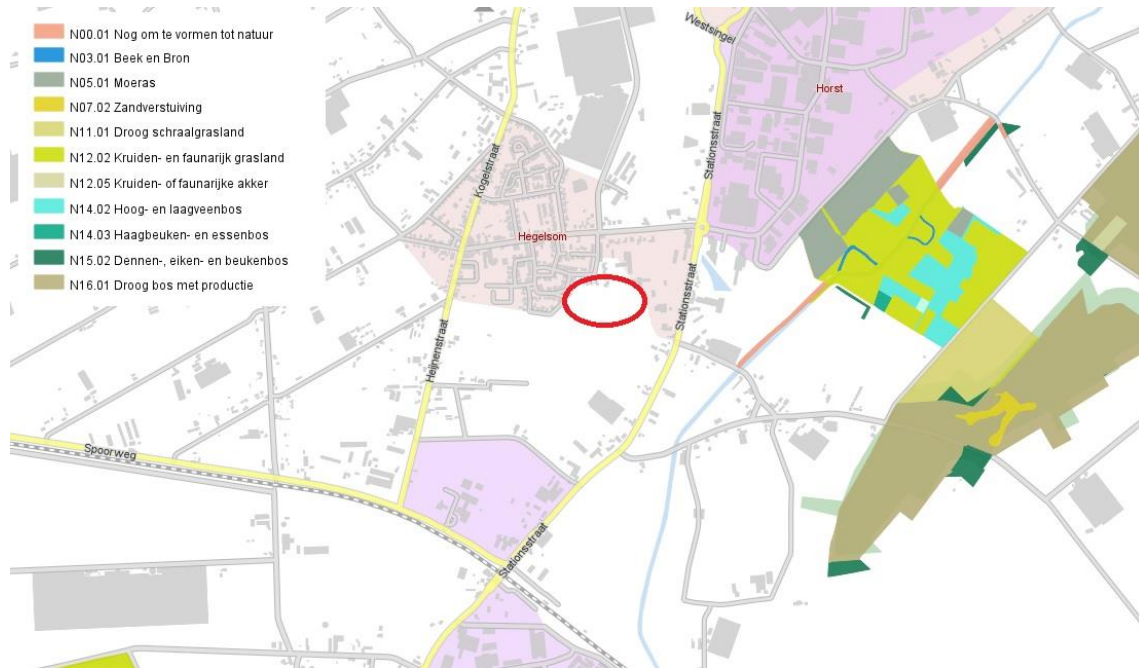 N00.01 Nog om te vormen tot natuur
N03.01 Beek en Bron
N05.01 Moeras
N07.02 Zandverstuiving
N11.01 Droog schraalgrasland
N12.02 Kruiden- en faunarijk grasland
N12.05 Kruiden- of faunarijke akker
N14.02 Hoog- en laagveenbos
N14.03 Haagbeuken- en essenbos
N15.02 Dennen-, eiken- en beukenbos
N16.01 Droog bos met productie
Westsingel
Horst
Kogelstraat
Stationsstraat
Hegelsom
Stationsstraat
Heijnenstraat
Spoorweg
Stationsstraat